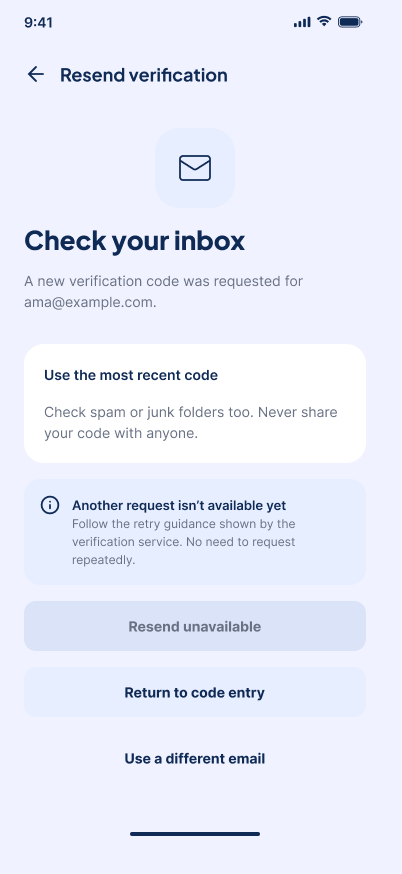 9:41
Resend verification
Check your inbox
A new verification code was requested for
ama@example.com.
Use the most recent code
Check spam or junk folders too. Never share
your code with anyone.
Another request isn’t available yet
Follow the retry guidance shown by the
verification service. No need to request
repeatedly.
Resend unavailable
Return to code entry
Use a different email